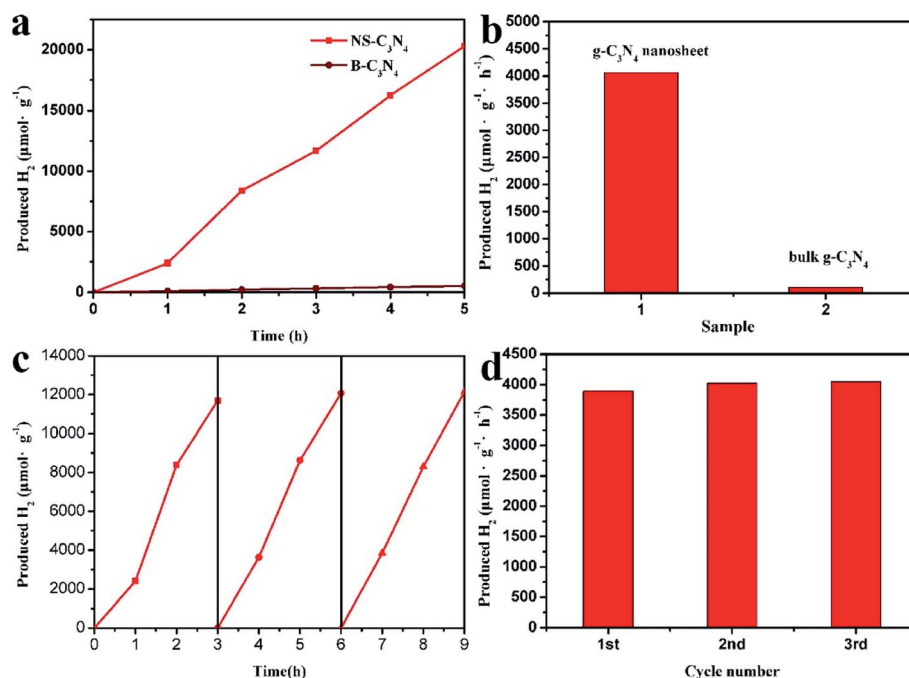 a
NS-C₃N₄
B-C₃N₄
20000
15000
10000
5000
0
Produced H₂ (μmol· g⁻¹)
0 1 2 3 4 5
Time (h)
b
g-C₃N₄ nanosheet
bulk g-C₃N₄
5000
4500
4000
3500
3000
2500
2000
1500
1000
500
0
Produced H₂ (μmol· g⁻¹· h⁻¹)
1 2
Sample
c
14000
12000
10000
8000
6000
4000
2000
0
Produced H₂ (μmol· g⁻¹)
0 1 2 3 4 5 6 7 8 9
Time(h)
d
4500
4000
3500
3000
2500
2000
1500
1000
500
0
Produced H₂ (μmol· g⁻¹· h⁻¹)
1st 2nd 3rd
Cycle number